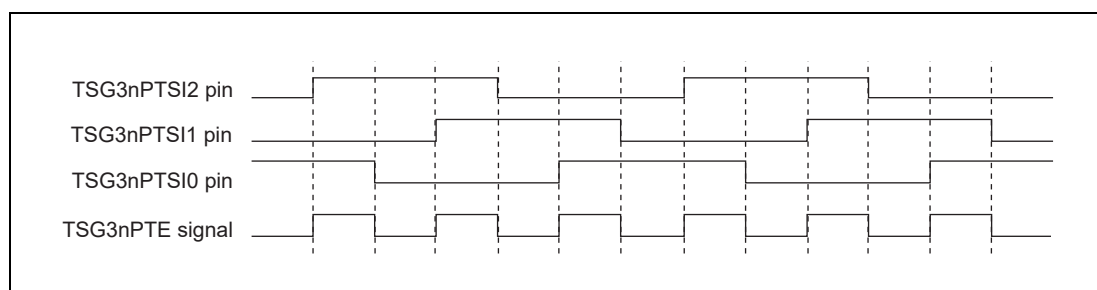 TSG3nPTSI2 pin
TSG3nPTSI1 pin
TSG3nPTSI0 pin
TSG3nPTE signal